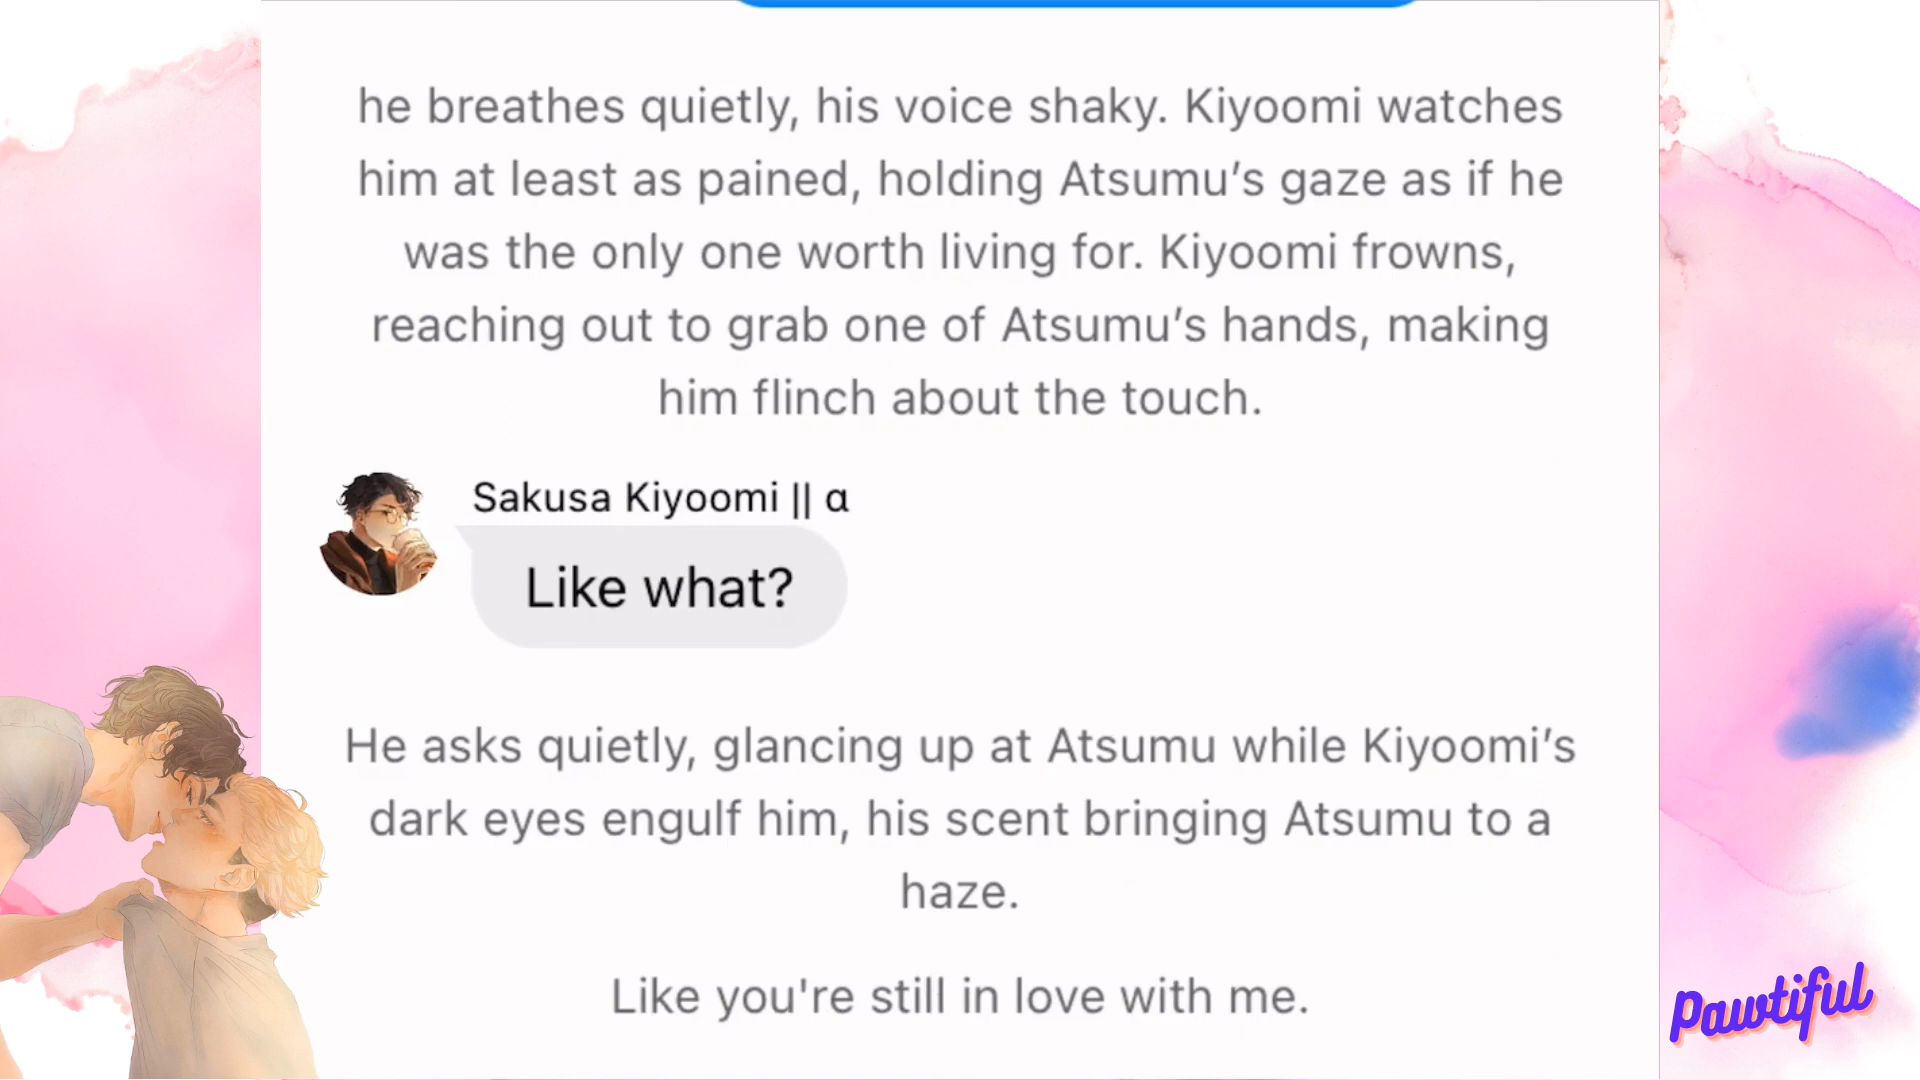 he breathes quietly, his voice shaky. Kiyoomi watches
him at least as pained, holding Atsumu’s gaze as if he
was the only one worth living for. Kiyoomi frowns,
reaching out to grab one of Atsumu’s hands, making
him flinch about the touch.
Sakusa Kiyoomi || α
Like what?
He asks quietly, glancing up at Atsumu while Kiyoomi’s
dark eyes engulf him, his scent bringing Atsumu to a
haze.
Like you're still in love with me.
Pawtiful